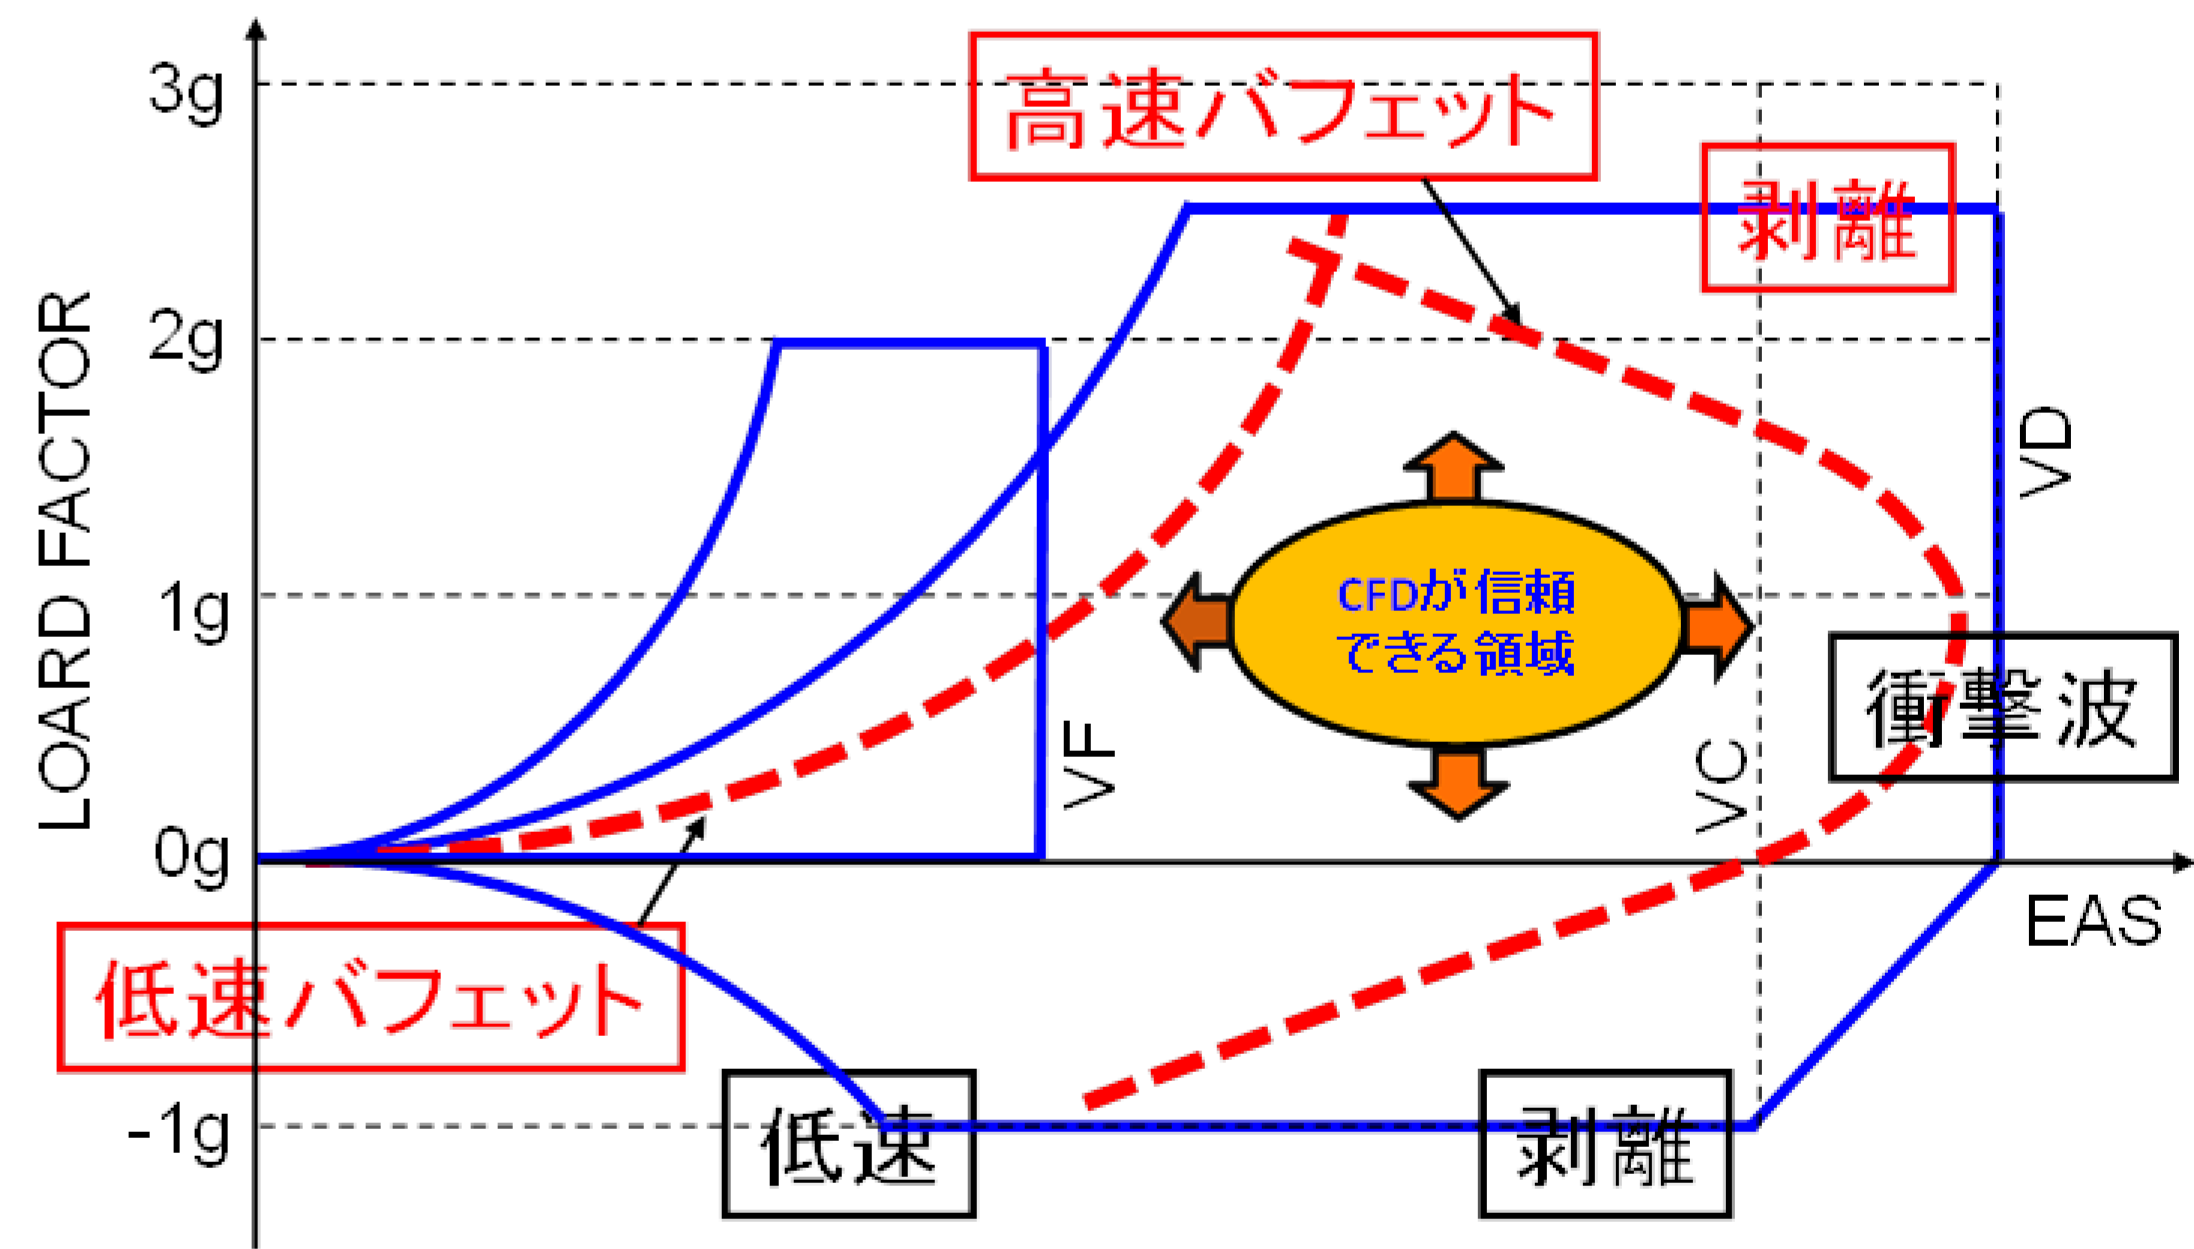 3g
高速バフェット
剥離
2g
LOARD FACTOR
VD
CFDが信頼
できる領域
1g
衝撃波
VF
VC
0g
EAS
低速バフェット
-1g
低速
剥離